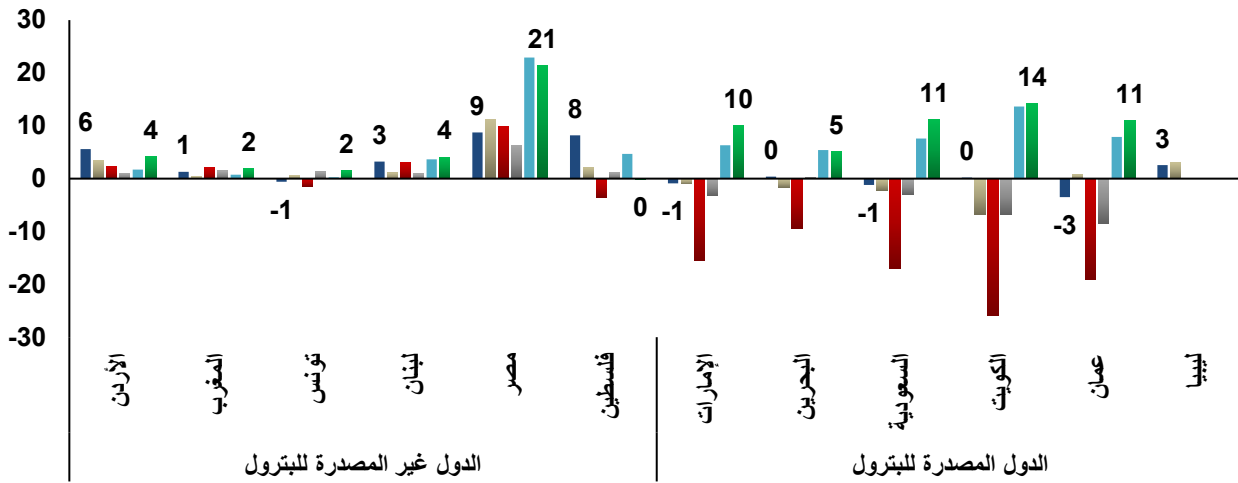 30
20
10
0
-10
-20
-30
6
4
1
2
-1
2
3
4
9
21
8
0
-1
10
0
5
-1
11
0
14
-3
11
3
الأردن
المغرب
تونس
لبنان
مصر
فلسطين
الإمارات
البحرين
السعودية
الكويت
عمان
ليبيا
الدول غير المصدرة للبترول
الدول المصدرة للبترول